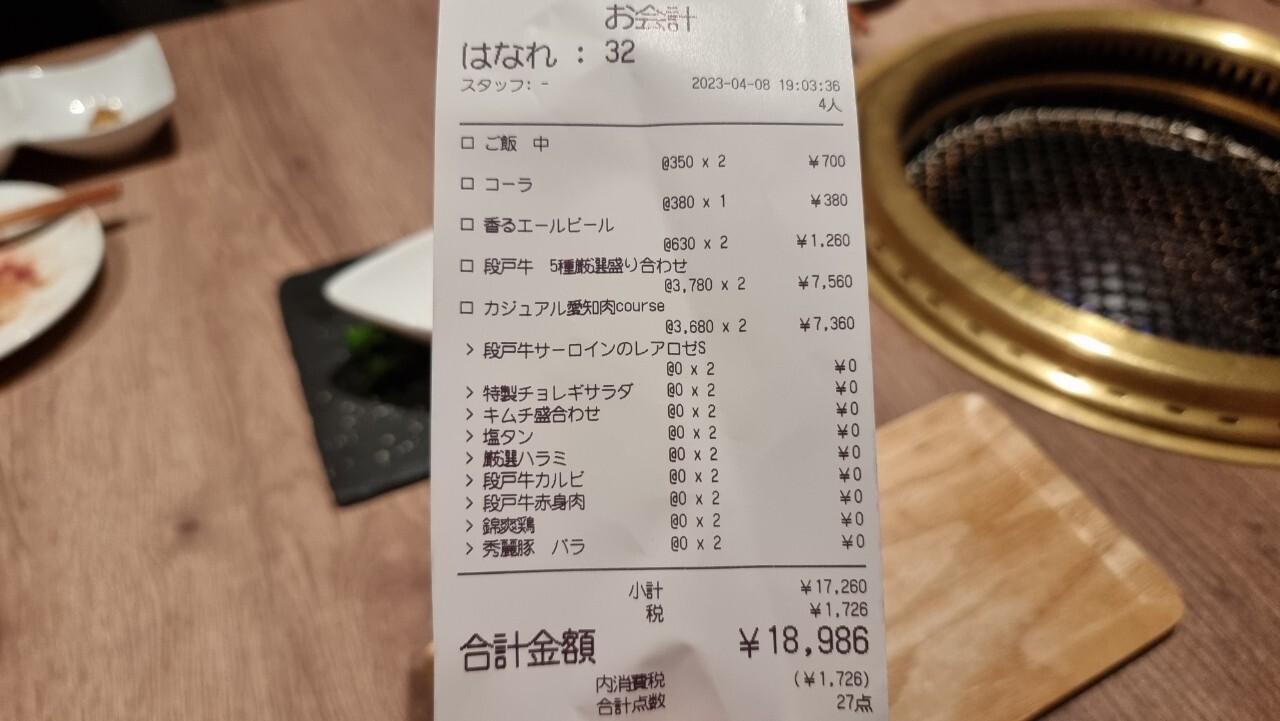 お会計
はなれ : 32
スタッフ: - 2023-04-08 19:03:36
4人
□ ご飯 中
@350 x 2 ¥700
□ コーラ
@380 x 1 ¥380
□ 香るエールビール
@630 x 2 ¥1,260
□ 段戸牛 5種厳選盛り合わせ
@3,780 x 2 ¥7,560
□ カジュアル愛知肉course
@3,680 x 2 ¥7,360
> 段戸牛サーロインのレアロゼS
@0 x 2 ¥0
> 特製チョレギサラダ @0 x 2 ¥0
> キムチ盛合わせ @0 x 2 ¥0
> 塩タン @0 x 2 ¥0
> 厳選ハラミ @0 x 2 ¥0
> 段戸牛カルビ @0 x 2 ¥0
> 段戸牛赤身肉 @0 x 2 ¥0
> 錦爽鶏 @0 x 2 ¥0
> 秀麗豚 バラ @0 x 2 ¥0
小計 ¥17,260
税 ¥1,726
合計金額 ¥18,986
内消費税 (¥1,726)
合計点数 27点